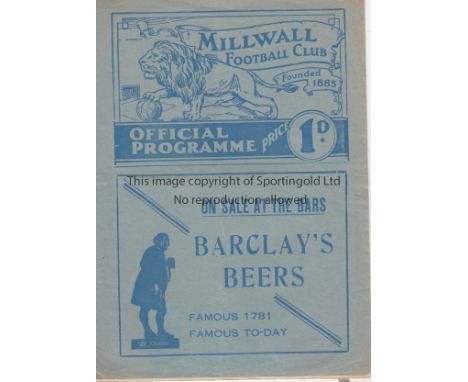 MILLWALL
FOOTBALL CLUB
Founded
1885
OFFICIAL
PROGRAMME
PRICE
1D.
This image copyright of Sportingold Ltd
No reproduction allowed
ON SALE AT THE BARS
BARCLAY'S
BEERS
FAMOUS 1781
FAMOUS TO-DAY